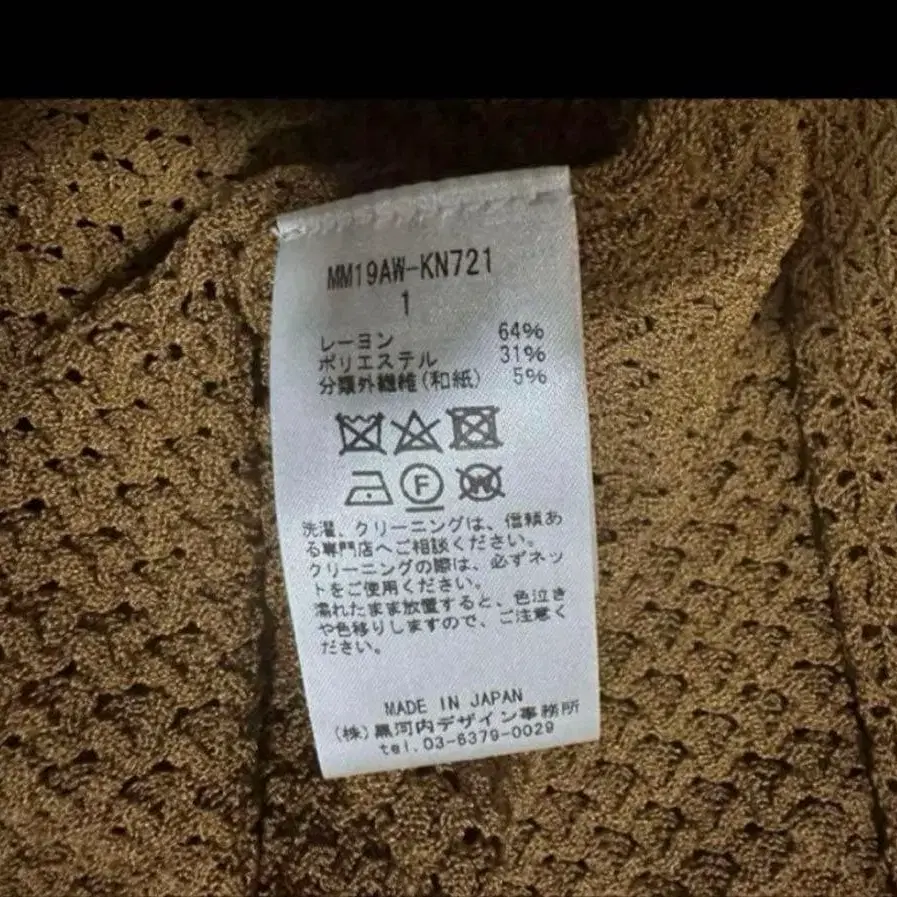 MM19AW-KN721
1
レーヨン 64%
ポリエステル 31%
分類外繊維(和紙) 5%
F
W
洗濯、クリーニングは、信頼あ
る専門店へご相談ください。
クリーニングの際は、必ずネッ
トをご使用ください。
濡れたまま放置すると、色泣き
や色移りしますので、ご注意く
ださい。
MADE IN JAPAN
(株)黒河内デザイン事務所
tel.03-6379-0029